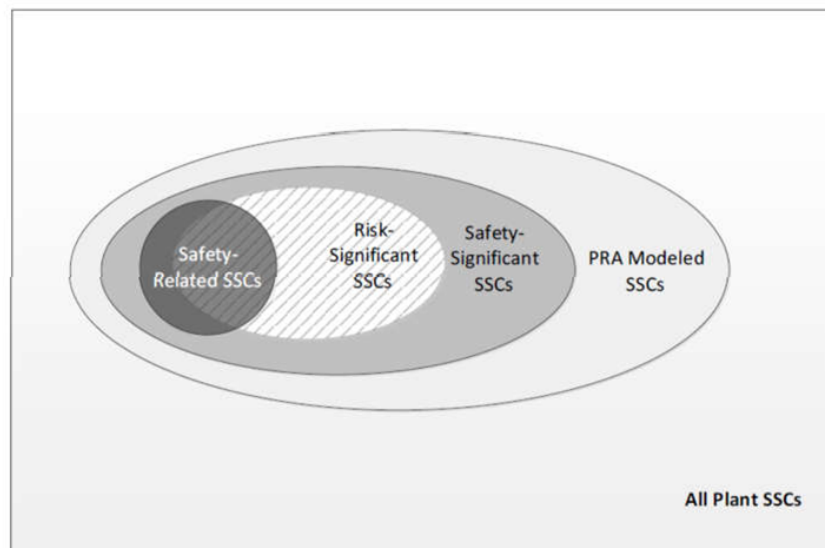 Safety-
Related SSCs
Risk-
Significant
SSCs
Safety-
Significant
SSCs
PRA Modeled
SSCs
All Plant SSCs